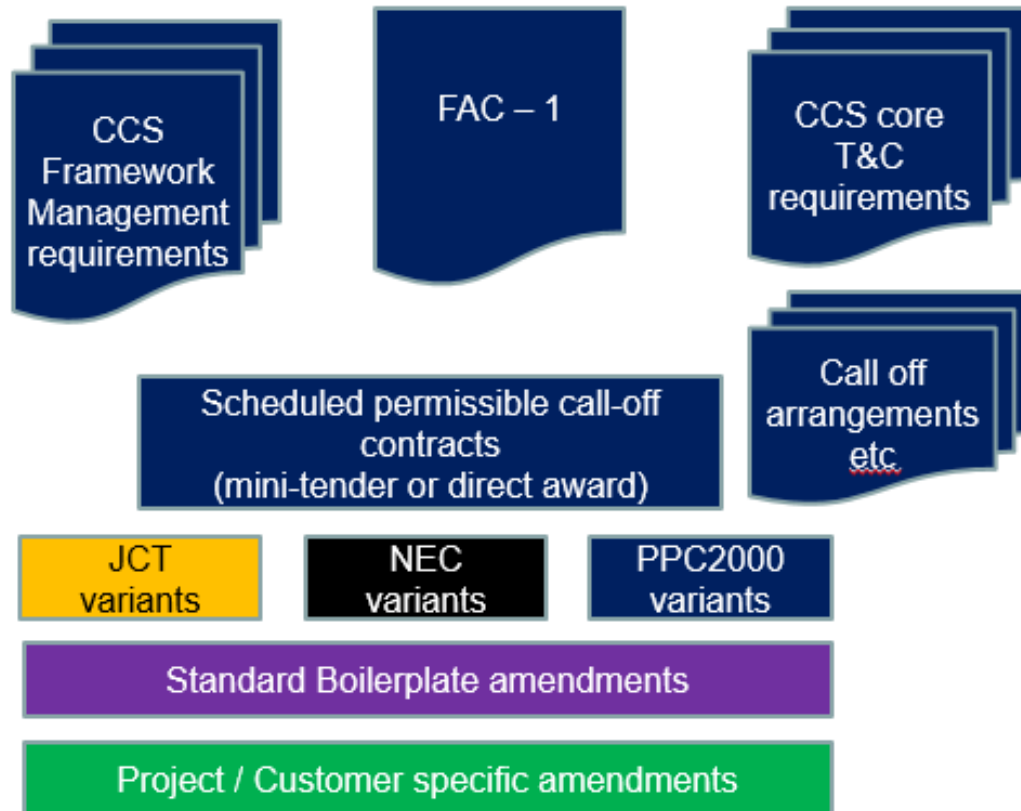 CCS
Framework
Management
requirements
FAC – 1
CCS core
T&C
requirements
Call off
arrangements
etc
Scheduled permissible call-off
contracts
(mini-tender or direct award)
JCT
variants
NEC
variants
PPC2000
variants
Standard Boilerplate amendments
Project / Customer specific amendments